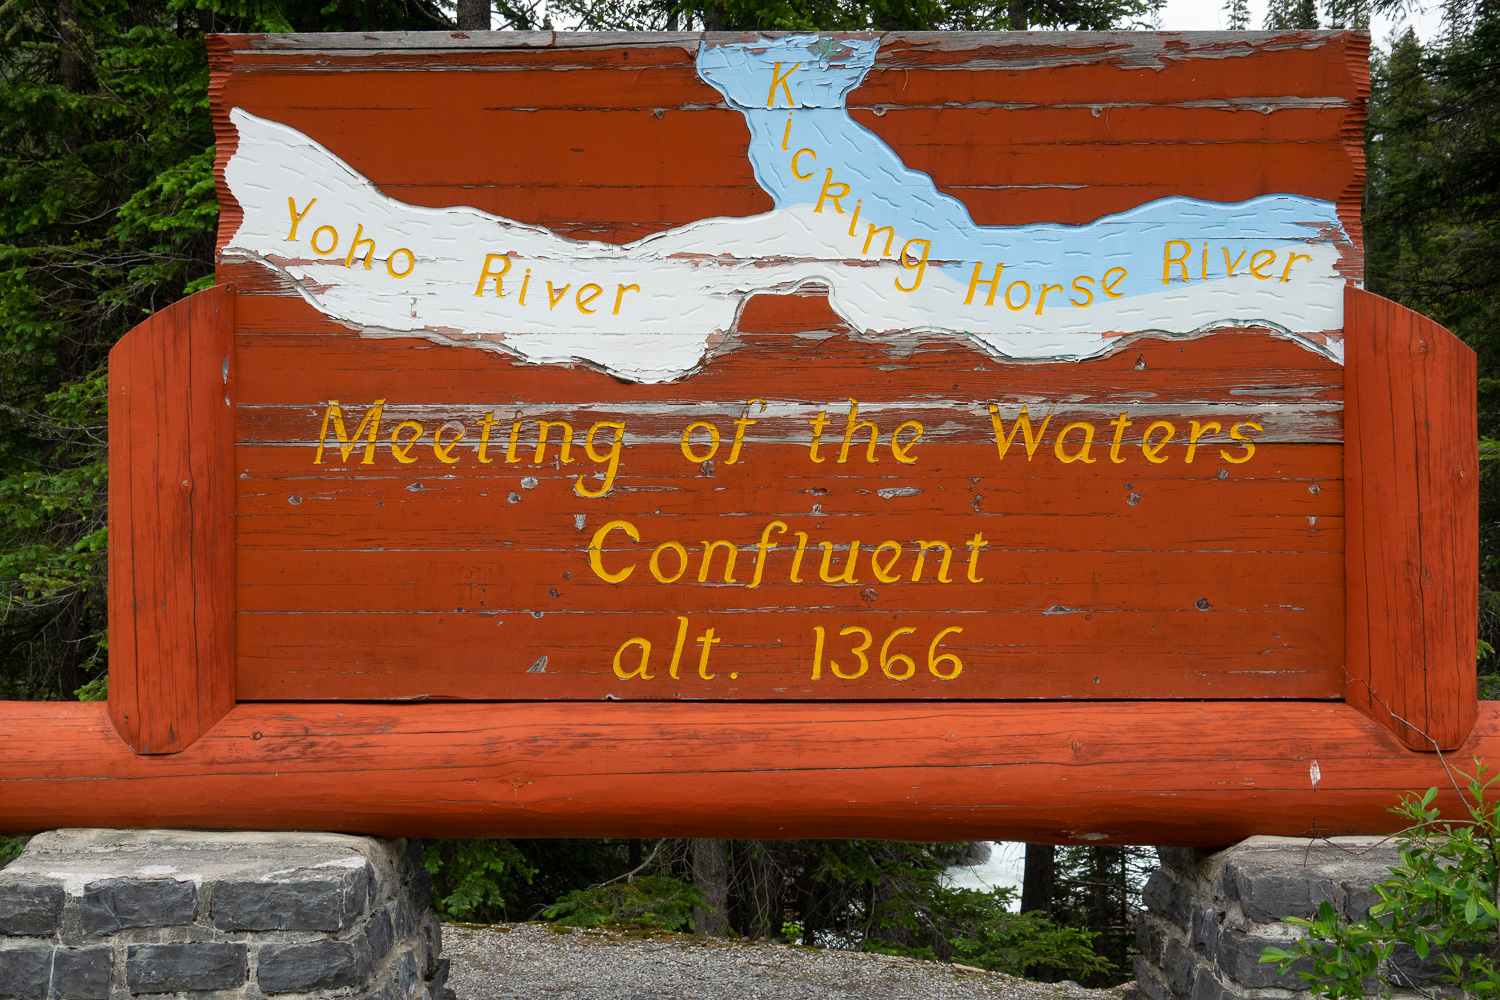 Yoho River
Kicking Horse River
Meeting of the Waters
Confluent
alt. 1366